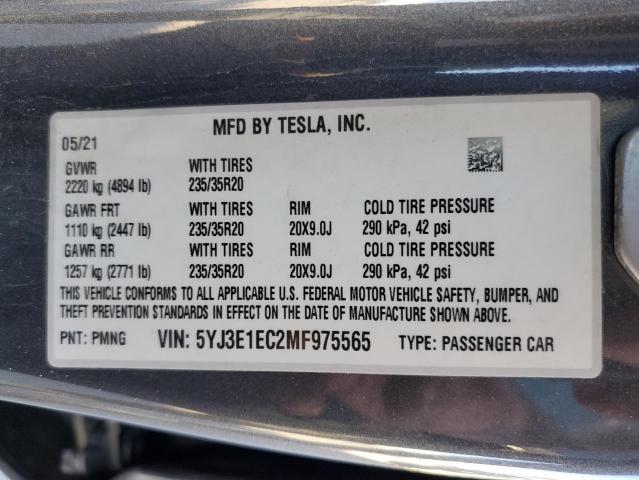 MFD BY TESLA, INC.
05/21
GVWR WITH TIRES
2220 kg (4894 lb) 235/35R20
GAWR FRT WITH TIRES RIM COLD TIRE PRESSURE
1110 kg (2447 lb) 235/35R20 20X9.0J 290 kPa, 42 psi
GAWR RR WITH TIRES RIM COLD TIRE PRESSURE
1257 kg (2771 lb) 235/35R20 20X9.0J 290 kPa, 42 psi
THIS VEHICLE CONFORMS TO ALL APPLICABLE U.S. FEDERAL MOTOR VEHICLE SAFETY, BUMPER, AND
THEFT PREVENTION STANDARDS IN EFFECT ON THE DATE OF MANUFACTURE SHOWN ABOVE.
PNT: PMNG VIN: 5YJ3E1EC2MF975565 TYPE: PASSENGER CAR